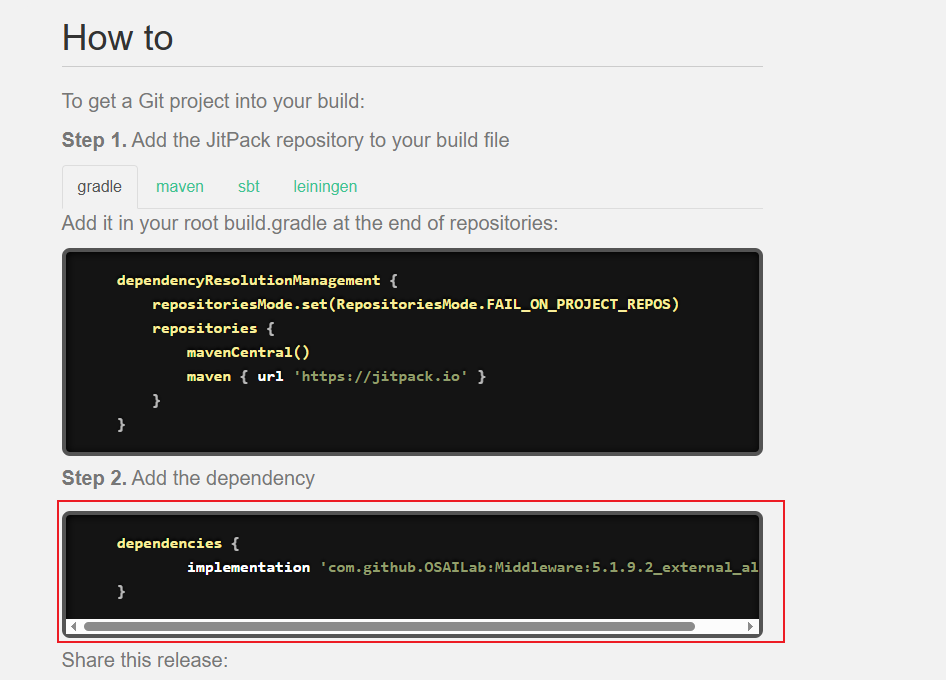 How to
To get a Git project into your build:
Step 1. Add the JitPack repository to your build file
gradle maven sbt leiningen
Add it in your root build.gradle at the end of repositories:
dependencyResolutionManagement {
repositoriesMode.set(RepositoriesMode.FAIL_ON_PROJECT_REPOS)
repositories {
mavenCentral()
maven { url 'https://jitpack.io' }
}
}
Step 2. Add the dependency
dependencies {
implementation 'com.github.OSAILab:Middleware:5.1.9.2_external_al
}
Share this release: